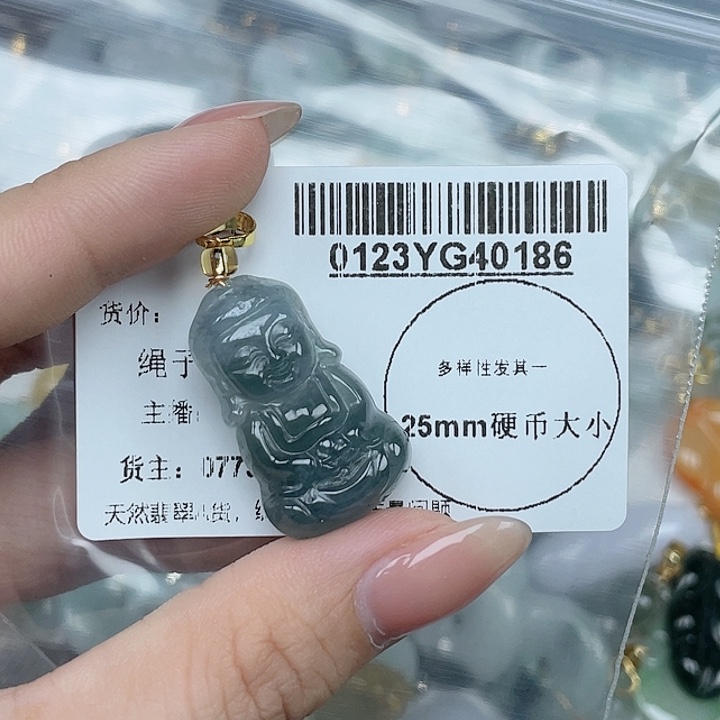 0123YG40186
货价：
多样性发其一
绳子
25mm硬币大小
主播
货主：077
天然翡翠小货，